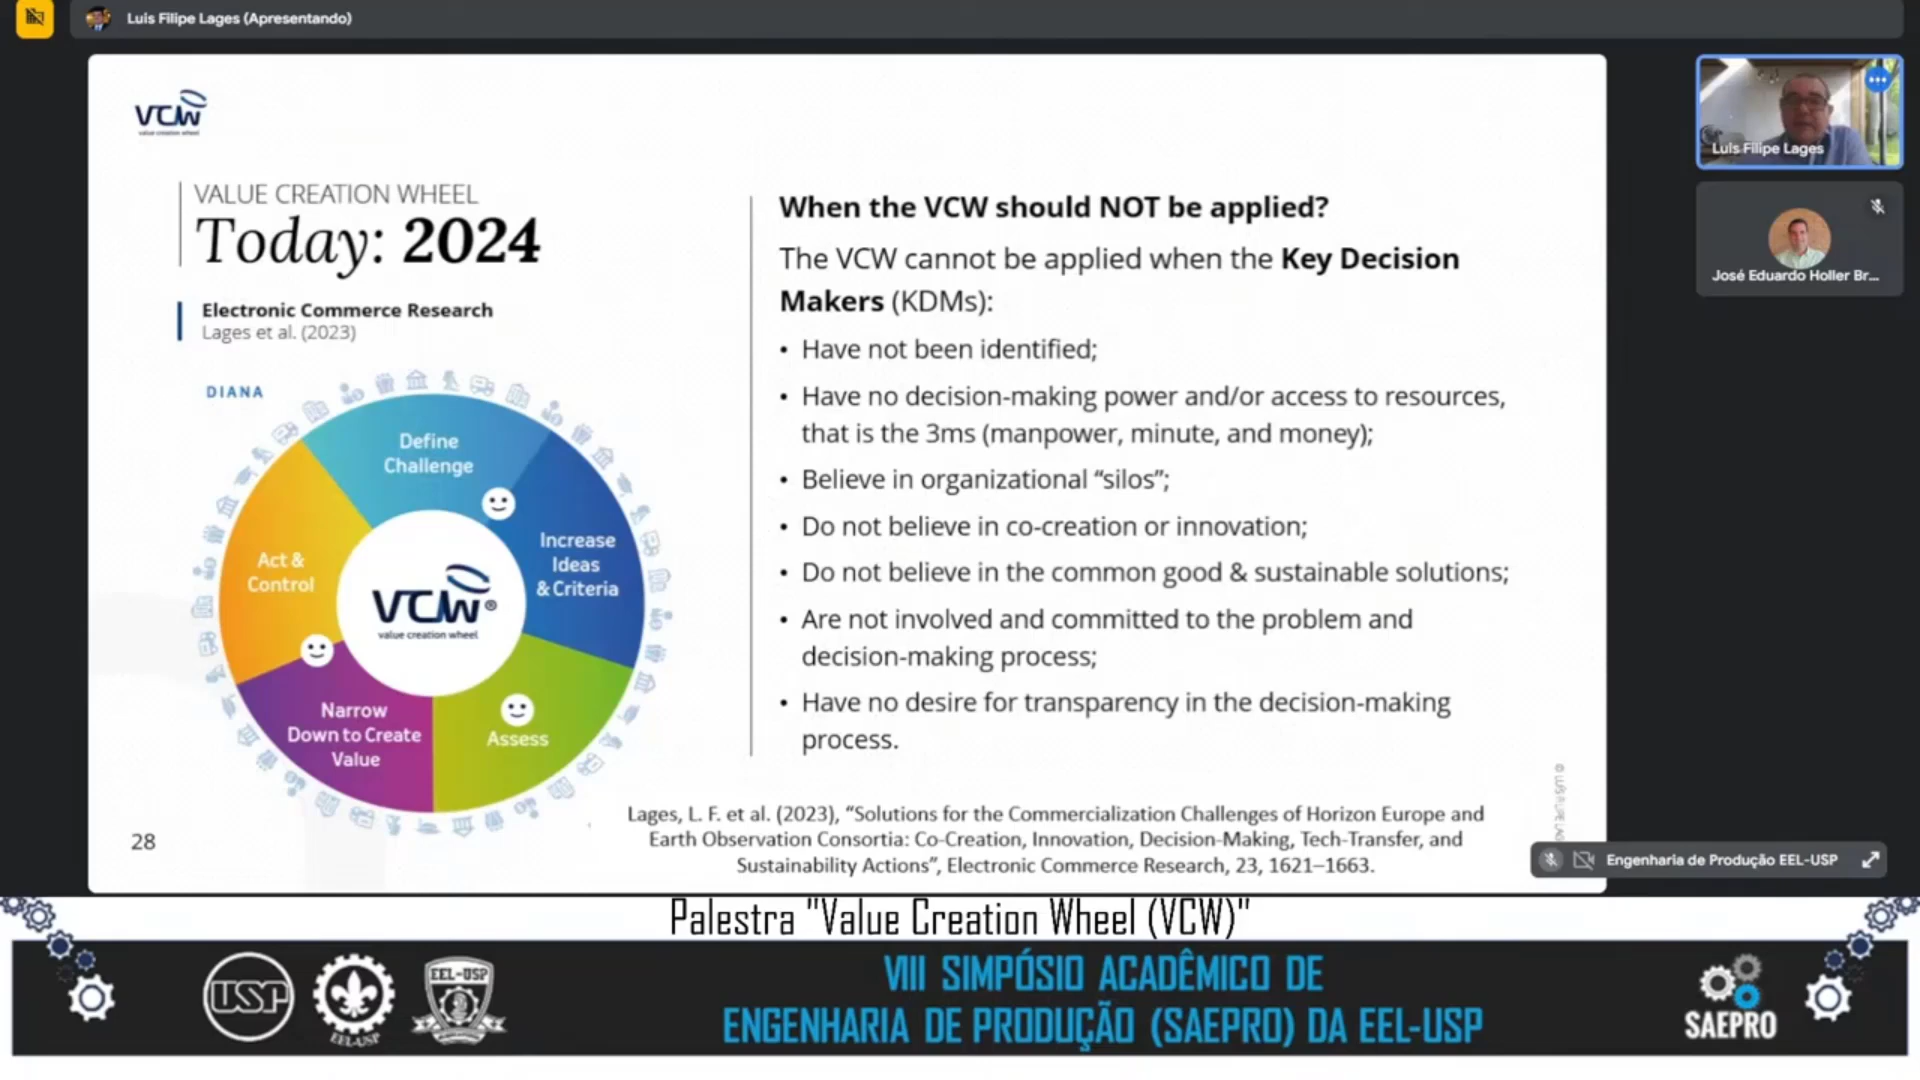 Luis Filipe Lages (Apresentando)
VCW
value creation wheel
VALUE CREATION WHEEL
Today: 2024
Electronic Commerce Research
Lages et al. (2023)
DIANA
Define
Challenge
Increase
Ideas
& Criteria
Act &
Control
VCW®
value creation wheel
Narrow
Down to Create
Value
Assess
28
When the VCW should NOT be applied?
The VCW cannot be applied when the Key Decision
Makers (KDMs):
• Have not been identified;
• Have no decision-making power and/or access to resources,
that is the 3ms (manpower, minute, and money);
• Believe in organizational “silos”;
• Do not believe in co-creation or innovation;
• Do not believe in the common good & sustainable solutions;
• Are not involved and committed to the problem and
decision-making process;
• Have no desire for transparency in the decision-making
process.
Lages, L. F. et al. (2023), “Solutions for the Commercialization Challenges of Horizon Europe and
Earth Observation Consortia: Co-Creation, Innovation, Decision-Making, Tech-Transfer, and
Sustainability Actions”, Electronic Commerce Research, 23, 1621–1663.
Luis Filipe Lages
José Eduardo Holler Br...
Engenharia de Produção EEL-USP
Palestra "Value Creation Wheel (VCW)"
USP
EEL-USP
EEL-USP
VIII SIMPÓSIO ACADÊMICO DE
ENGENHARIA DE PRODUÇÃO (SAEPRO) DA EEL-USP
SAEPRO